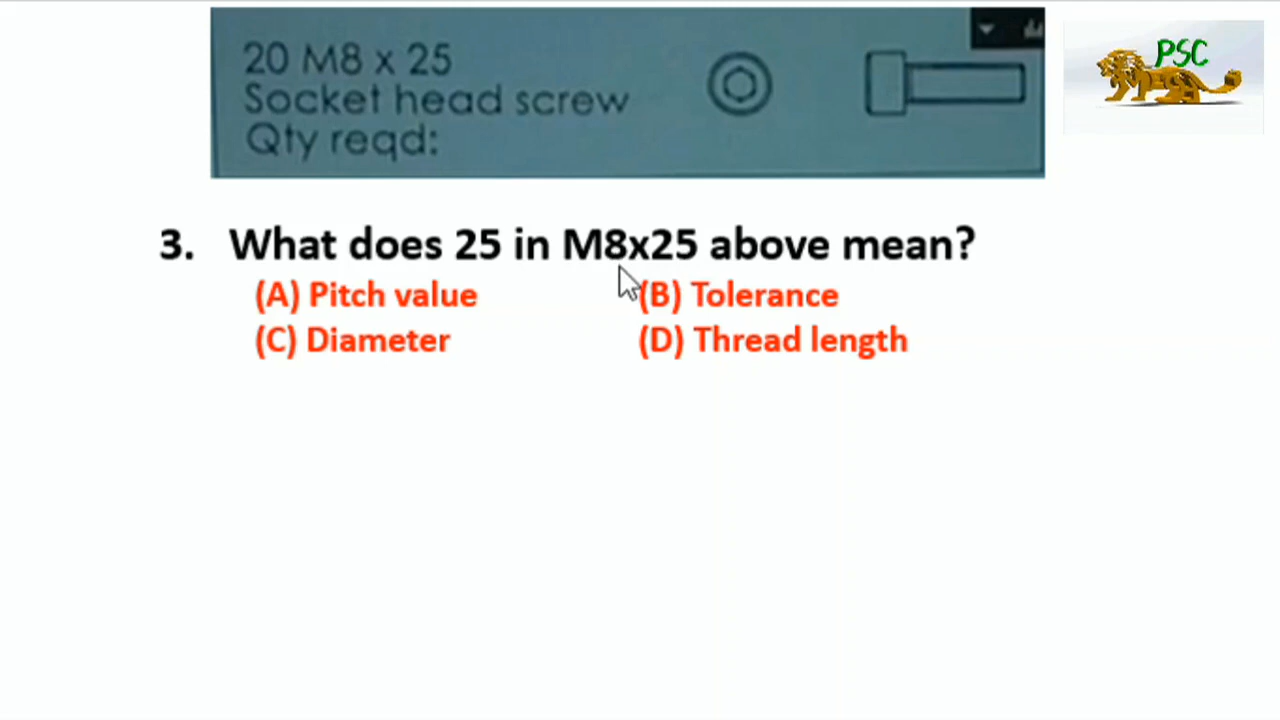 20 M8 x 25
Socket head screw
Qty reqd:
PSC
3. What does 25 in M8x25 above mean?
(A) Pitch value (B) Tolerance
(C) Diameter (D) Thread length